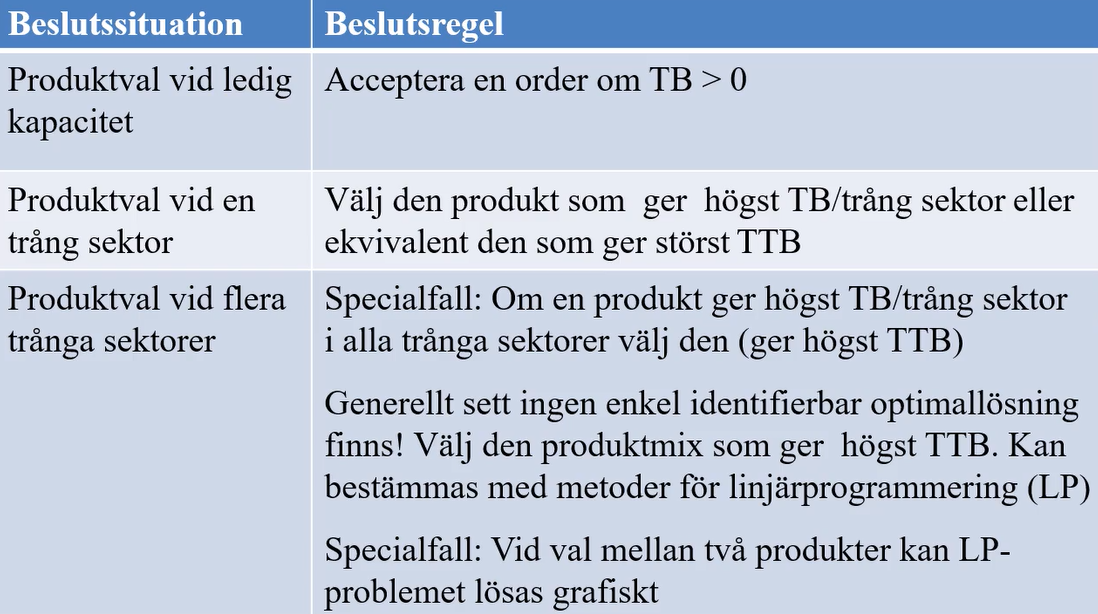 Beslutssituation
Beslutsregel
Produktval vid ledig
kapacitet
Acceptera en order om TB > 0
Produktval vid en
trång sektor
Välj den produkt som  ger  högst TB/trång sektor eller
ekvivalent den som ger störst TTB
Produktval vid flera
trånga sektorer
Specialfall: Om en produkt ger högst TB/trång sektor
i alla trånga sektorer välj den (ger högst TTB)
Generellt sett ingen enkel identifierbar optimallösning
finns! Välj den produktmix som ger  högst TTB. Kan
bestämmas med metoder för linjärprogrammering (LP)
Specialfall: Vid val mellan två produkter kan LP-
problemet lösas grafiskt